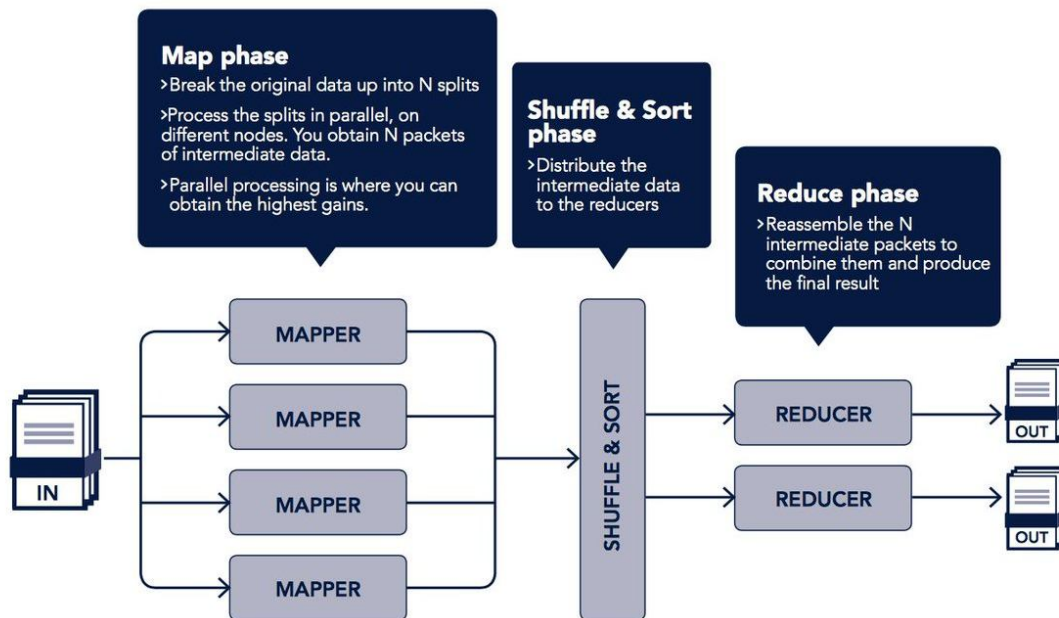 Map phase
>Break the original data up into N splits
>Process the splits in parallel, on
different nodes. You obtain N packets
of intermediate data.
>Parallel processing is where you can
obtain the highest gains.
Shuffle & Sort
phase
>Distribute the
intermediate data
to the reducers
Reduce phase
>Reassemble the N
intermediate packets to
combine them and produce
the final result
IN
MAPPER
MAPPER
MAPPER
MAPPER
SHUFFLE & SORT
REDUCER
REDUCER
OUT
OUT